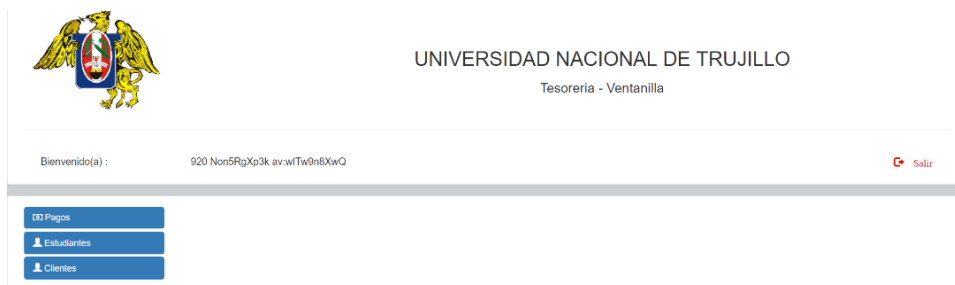 UNIVERSIDAD NACIONAL DE TRUJILLO
Tesoreria - Ventanilla
Bienvenido(a) : 920 Non5RgXp3k av:wlTw9n8XwQ
Salir
Pagos
Estudiantes
Clientes